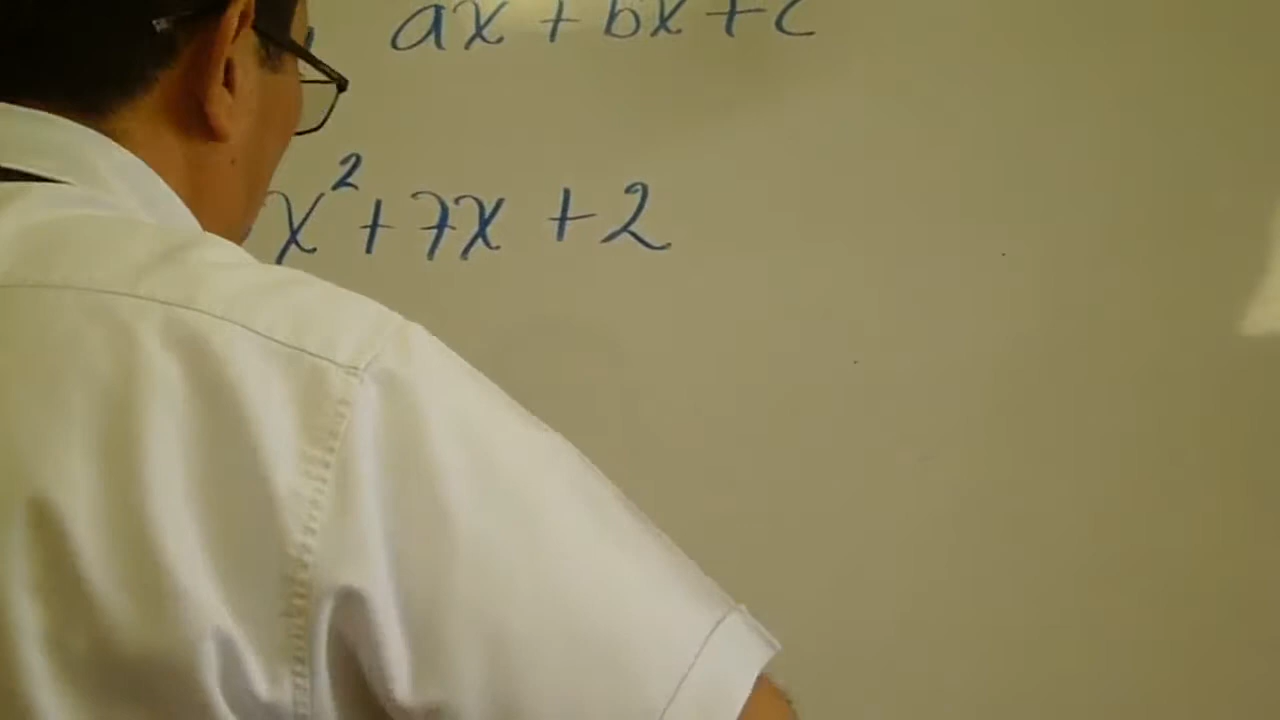 ax + bx + c
x² + 7x + 2